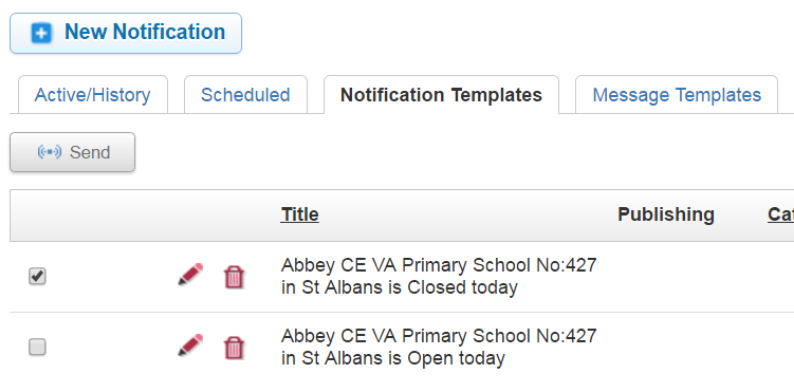 New Notification
Active/History Scheduled Notification Templates Message Templates
Send
Title Publishing
Abbey CE VA Primary School No:427
in St Albans is Closed today
Abbey CE VA Primary School No:427
in St Albans is Open today